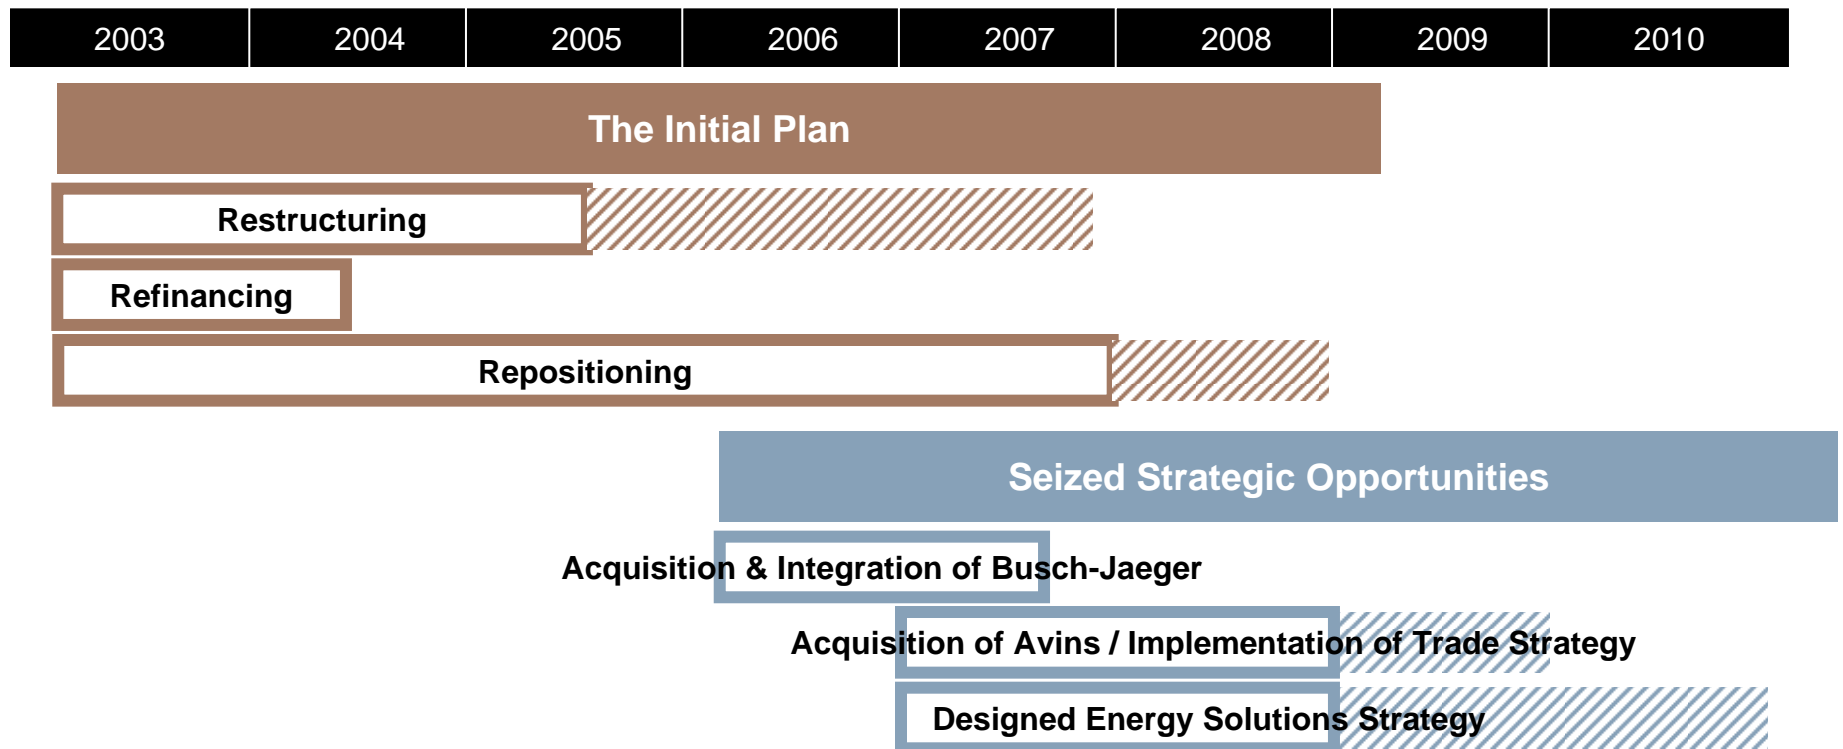 2003 2004 2005 2006 2007 2008 2009 2010
The Initial Plan
Restructuring
Refinancing
Repositioning
Seized Strategic Opportunities
Acquisition & Integration of Busch-Jaeger
Acquisition of Avins / Implementation of Trade Strategy
Designed Energy Solutions Strategy